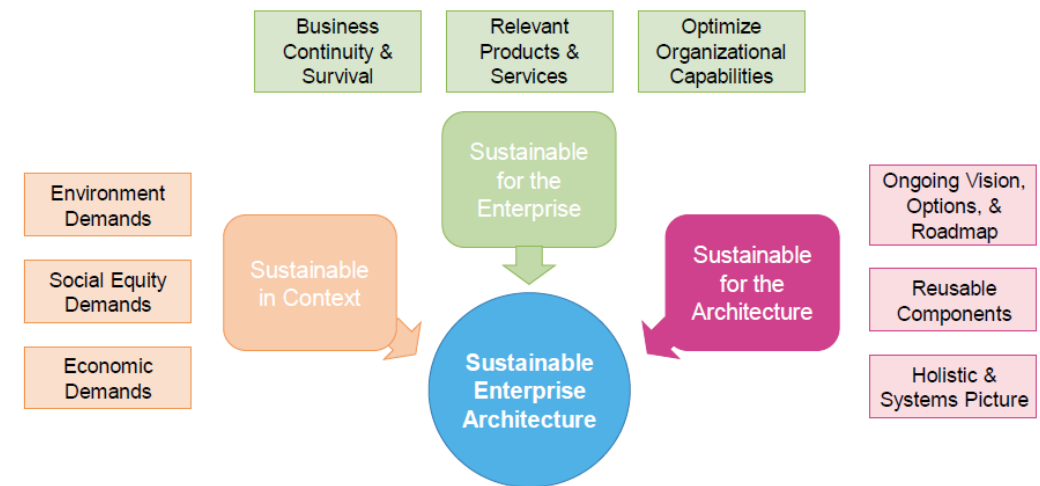 Business
Continuity &
Survival
Relevant
Products &
Services
Optimize
Organizational
Capabilities
Sustainable
for the
Enterprise
Environment
Demands
Social Equity
Demands
Economic
Demands
Sustainable
in Context
Sustainable
for the
Architecture
Ongoing Vision,
Options, &
Roadmap
Reusable
Components
Holistic &
Systems Picture
Sustainable
Enterprise
Architecture